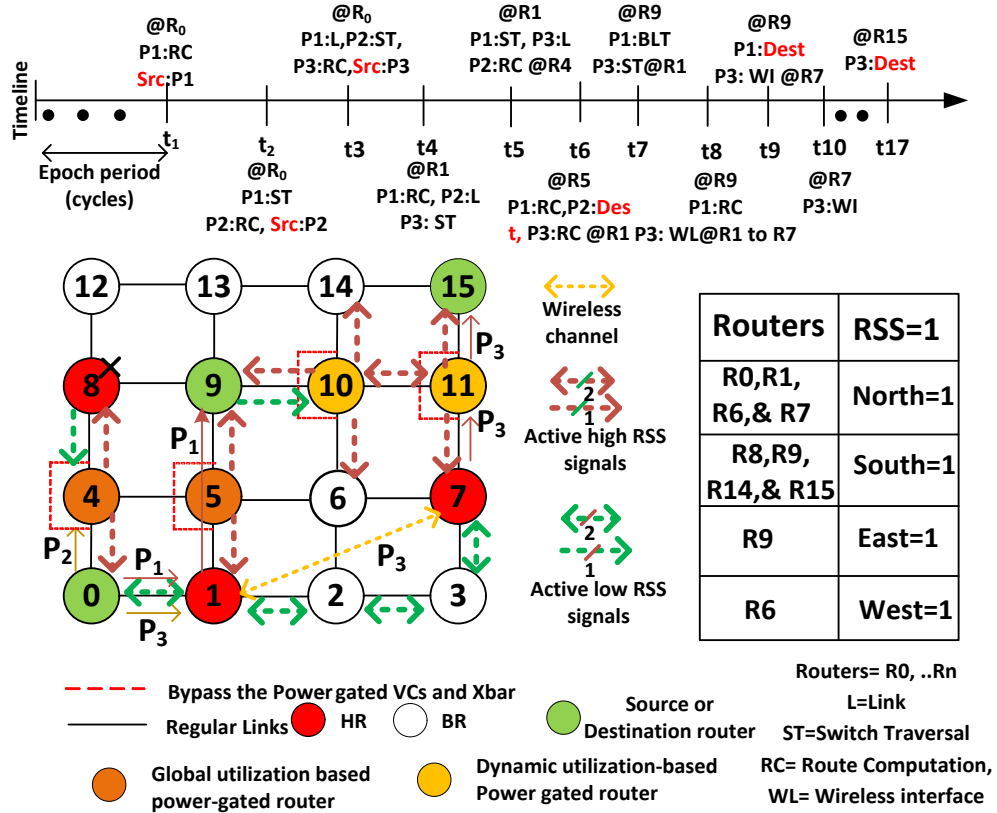 Timeline
@R0
P1:RC
Src:P1
@R0
P1:L,P2:ST,
P3:RC,Src:P3
@R1
P1:ST, P3:L
P2:RC @R4
@R9
P1:BLT
P3:ST@R1
@R9
P1:Dest
P3: WI @R7
@R15
P3:Dest
t1
t2
t3
t4
t5
t6
t7
t8
t9
t10
t17
Epoch period
(cycles)
@R0
P1:ST
P2:RC, Src:P2
@R1
P1:RC, P2:L
P3: ST
@R5
P1:RC,P2:Des
t, P3:RC @R1
P3: WL@R1 to R7
@R9
P1:RC
@R7
P3:WI
12
13
14
15
P3
8
9
10
11
P1
P3
4
5
6
7
P2
P1
P3
0
1
2
3
P3
Wireless
channel
2
1
Active high RSS
signals
2
1
Active low RSS
signals
Routers RSS=1
R0,R1,
R6,& R7
North=1
R8,R9,
R14,& R15
South=1
R9 East=1
R6 West=1
Bypass the Power gated VCs and Xbar
Regular Links
HR
BR
Source or
Destination router
Global utilization based
power-gated router
Dynamic utilization-based
Power gated router
Routers= R0, ..Rn
L=Link
ST=Switch Traversal
RC= Route Computation,
WL= Wireless interface